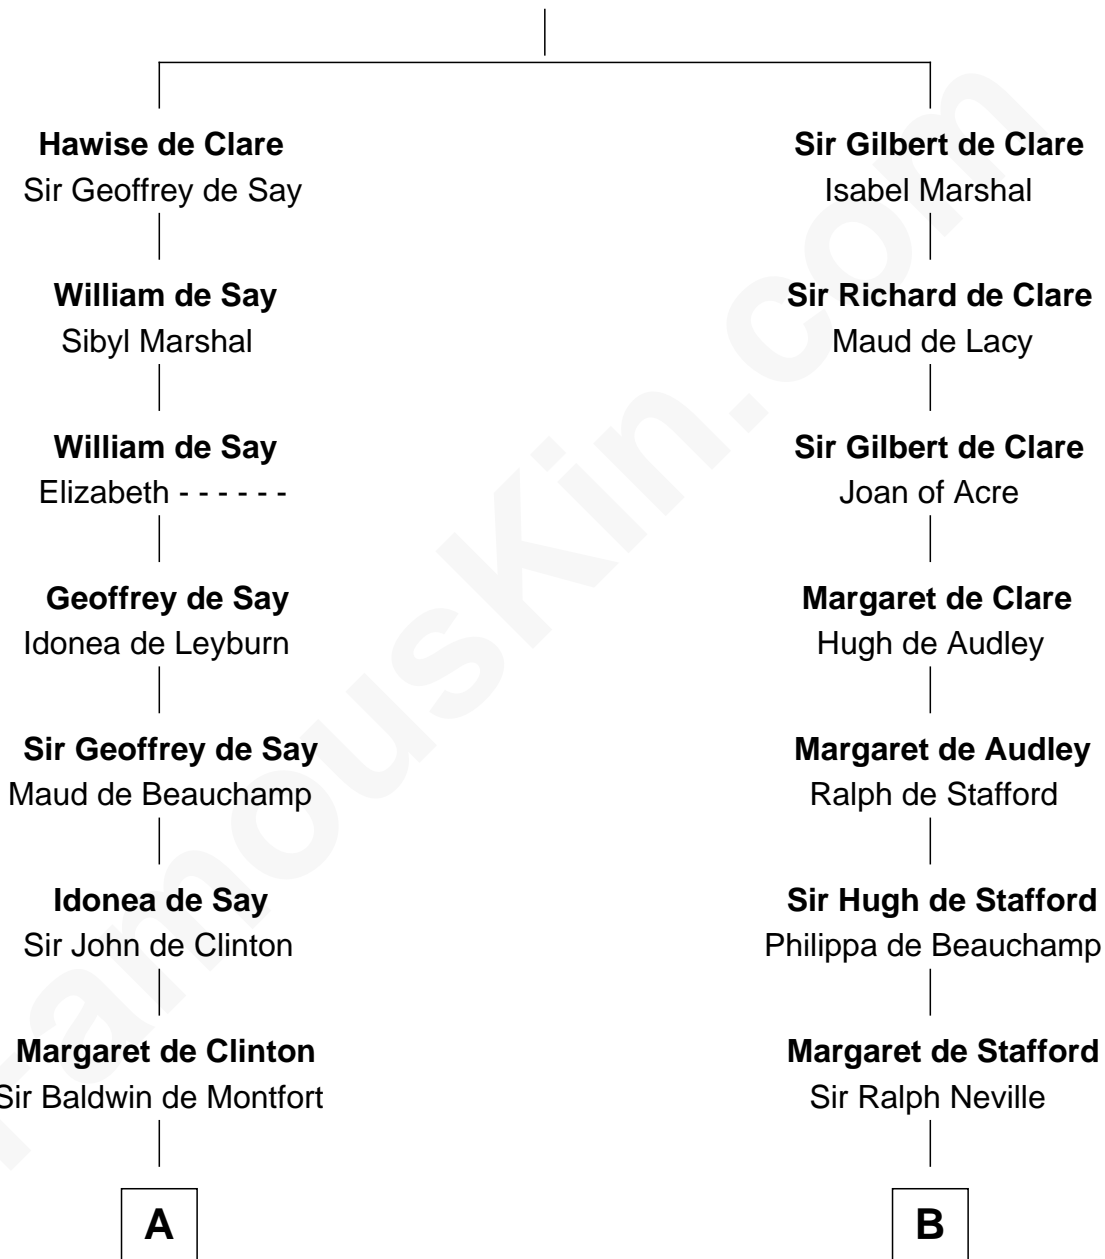 Hawise de Clare
Sir Geoffrey de Say
Sir Gilbert de Clare
Isabel Marshal
William de Say
Sibyl Marshal
Sir Richard de Clare
Maud de Lacy
William de Say
Elizabeth - - - - - -
Sir Gilbert de Clare
Joan of Acre
Geoffrey de Say
Idonea de Leyburn
Margaret de Clare
Hugh de Audley
Sir Geoffrey de Say
Maud de Beauchamp
Margaret de Audley
Ralph de Stafford
Idonea de Say
Sir John de Clinton
Sir Hugh de Stafford
Philippa de Beauchamp
Margaret de Clinton
Sir Baldwin de Montfort
Margaret de Stafford
Sir Ralph Neville
A
B
FamousKin.com